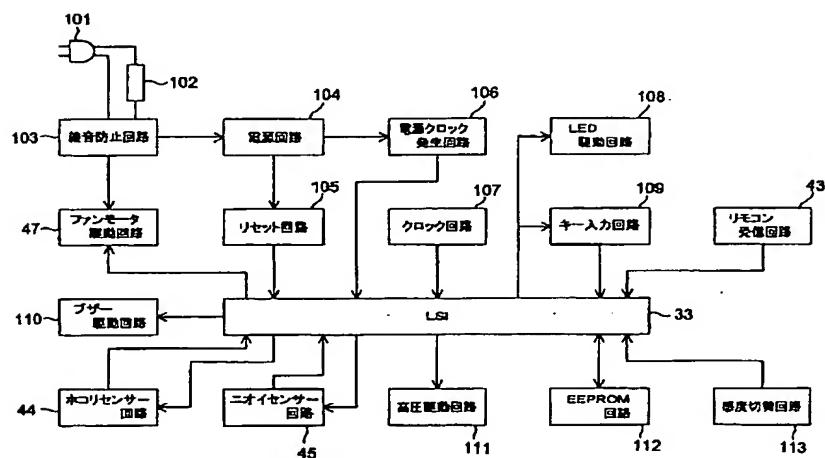 101
102
103
雑音防止回路
104
電源回路
106
電源クロック
発生回路
108
LED
駆動回路
47
ファンモータ
駆動回路
105
リセット回路
107
クロック回路
109
キー入力回路
43
リモコン
受信回路
110
ブザー
駆動回路
LSI
33
44
ホコリセンサー
回路
ニオイセンサー
回路
45
高圧駆動回路
111
EEPROM
回路
112
感度切替回路
113